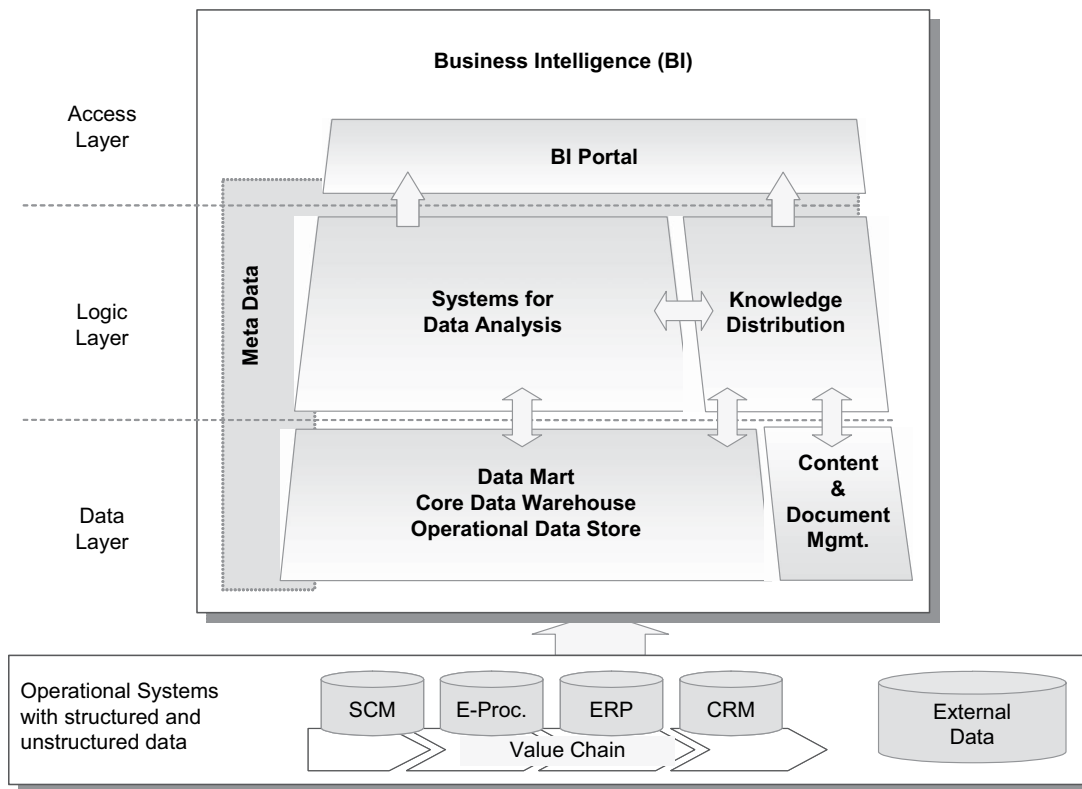 Business Intelligence (BI)
Access
Layer
BI Portal
Meta Data
Logic
Layer
Systems for
Data Analysis
Knowledge
Distribution
Data
Layer
Data Mart
Core Data Warehouse
Operational Data Store
Content
&
Document
Mgmt.
Operational Systems
with structured and
unstructured data
SCM
E-Proc.
ERP
CRM
Value Chain
External
Data